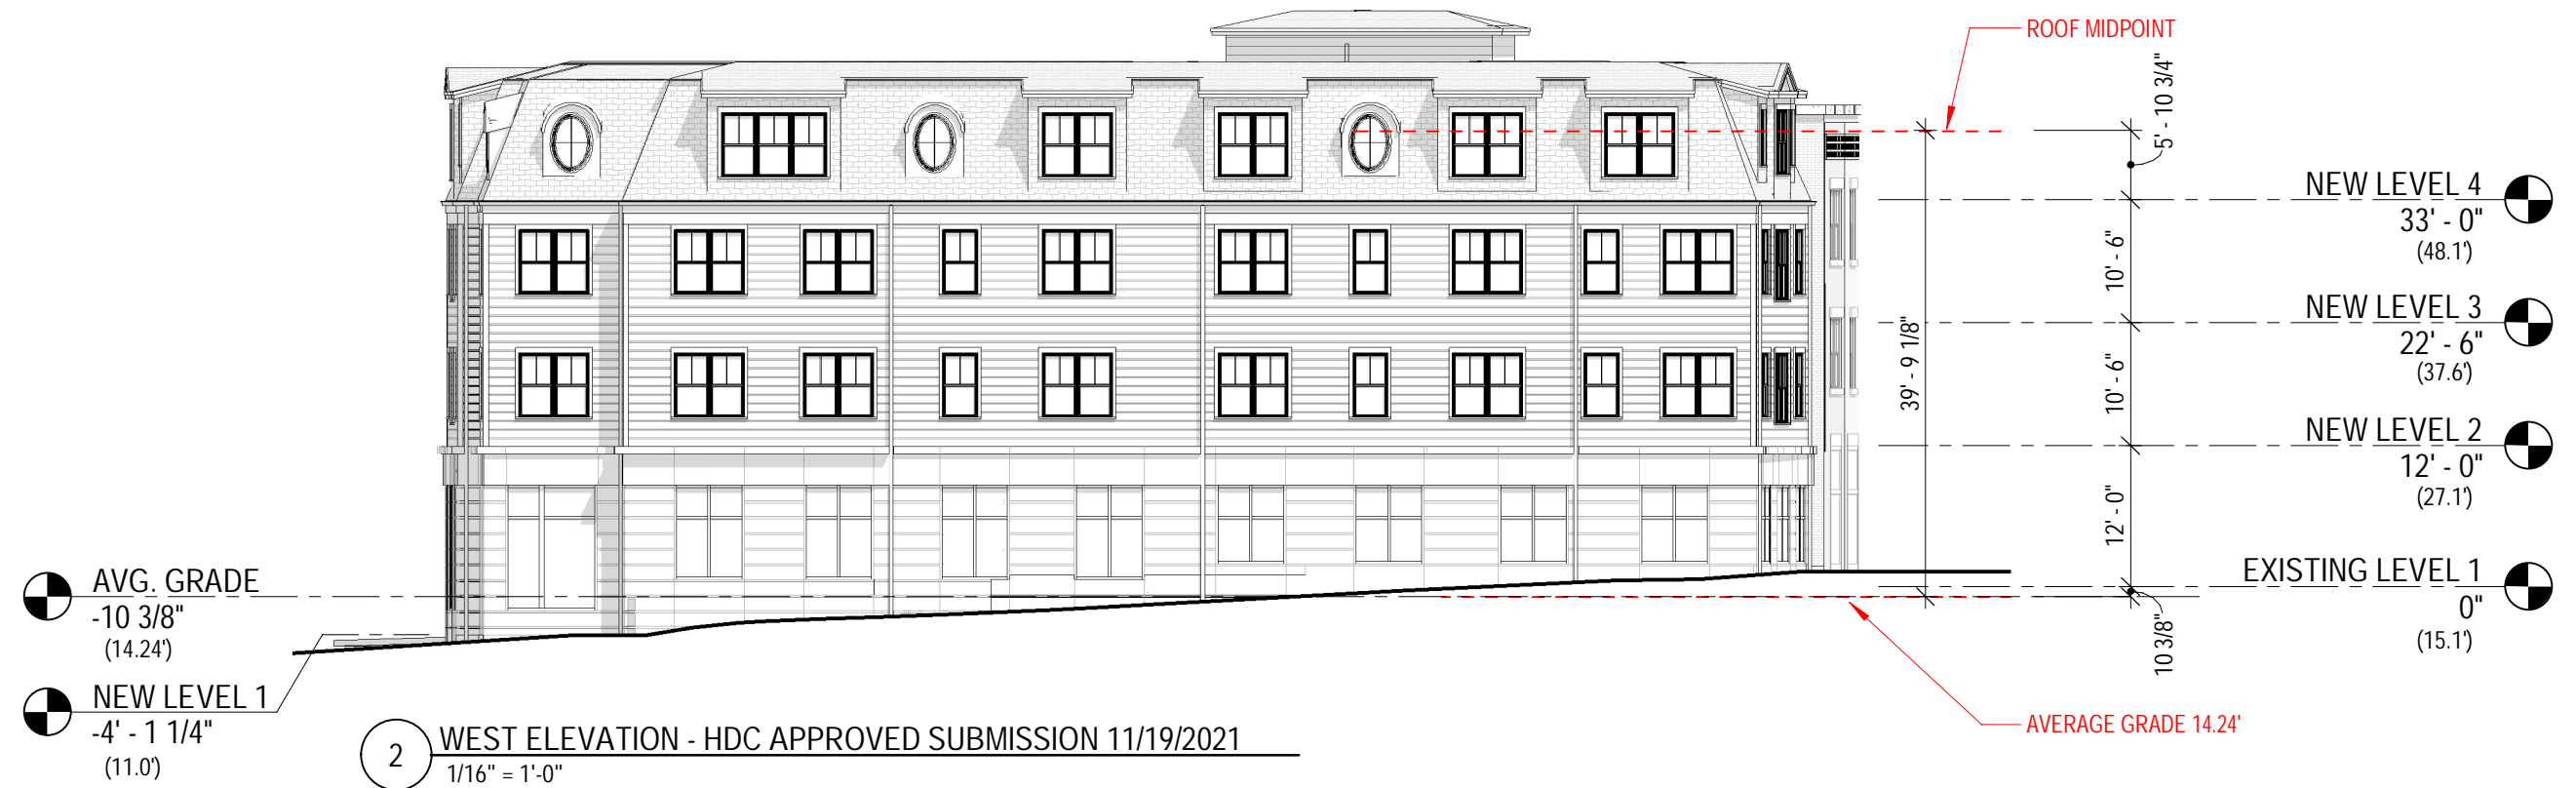 ROOF MIDPOINT
5' - 10 3/4"
NEW LEVEL 4
33' - 0"
(48.1')
10' - 6"
NEW LEVEL 3
22' - 6"
(37.6')
39' - 9 1/8"
10' - 6"
NEW LEVEL 2
12' - 0"
(27.1')
12' - 0"
EXISTING LEVEL 1
0"
(15.1')
10 3/8"
AVG. GRADE
-10 3/8"
(14.24')
NEW LEVEL 1
-4' - 1 1/4"
(11.0')
AVERAGE GRADE 14.24'
2
WEST ELEVATION - HDC APPROVED SUBMISSION 11/19/2021
1/16" = 1'-0"